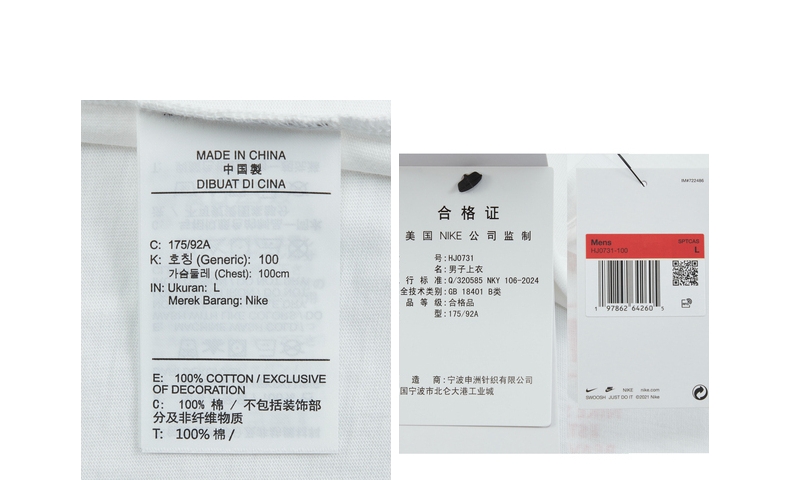 MADE IN CHINA
中国製
DIBUAT DI CINA
C: 175/92A
K: 호칭 (Generic): 100
가슴둘레 (Chest): 100cm
IN: Ukuran: L
Merek Barang: Nike
E: 100% COTTON / EXCLUSIVE
OF DECORATION
C: 100% 棉 / 不包括装饰部
分及非纤维物质
T: 100% 棉 /
合格证
美国 NIKE 公司监制
号: HJ0731
名: 男子上衣
行标准: Q/320585 NKY 106-2024
全技术类别: GB 18401 B类
品等级: 合格品
型: 175/92A
造商: 宁波申洲针织有限公司
国宁波市北仑大港工业城
Mens
HJ0731-100
SPTCAS
L
1 97862 64260 5
NIKE nike.com
SWOOSH JUST DO IT ©2021 Nike